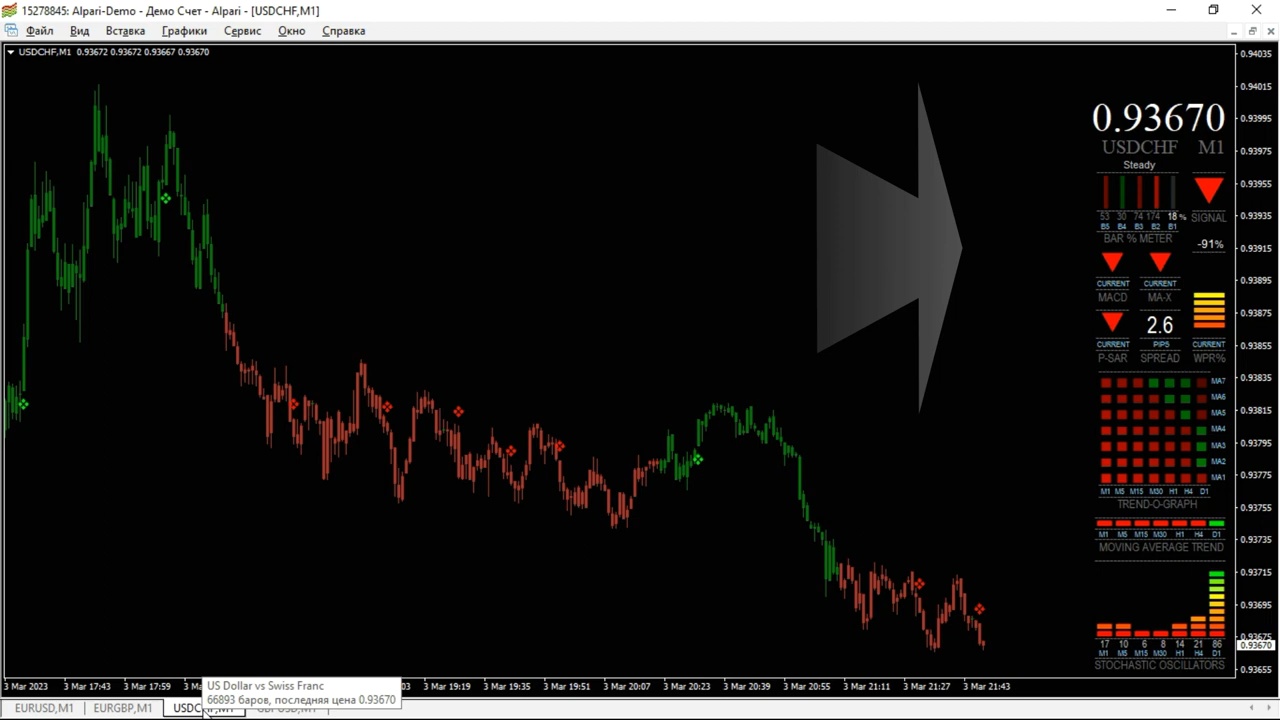 15278845: Alpari-Demo - Демо Счет - Alpari - [USDCHF,M1]
Файл Вид Вставка Графики Сервис Окно Справка
USDCHF,M1 0.93672 0.93672 0.93667 0.93670
0.94035
0.94015
0.93995
0.93975
0.93955
0.93935
0.93915
0.93895
0.93875
0.93855
0.93835
0.93815
0.93795
0.93775
0.93755
0.93735
0.93715
0.93695
0.93675
0.93670
0.93655
0.93670
USDCHF M1
Steady
53 30 74 174 18 %
B5 B4 B3 B2 B1
BAR % METER
SIGNAL
-91%
CURRENT CURRENT
MACD MA-X
2.6
CURRENT PIPS CURRENT
P-SAR SPREAD WPR%
MA7
MA6
MA5
MA4
MA3
MA2
MA1
M1 M5 M15 M30 H1 H4 D1
TREND-O-GRAPH
M1 M5 M15 M30 H1 H4 D1
MOVING AVERAGE TREND
17 10 6 8 14 21 86
M1 M5 M15 M30 H1 H4 D1
STOCHASTIC OSCILLATORS
3 Mar 2023 3 Mar 17:43 3 Mar 17:59 3 Mar 19:19 3 Mar 19:35 3 Mar 19:51 3 Mar 20:07 3 Mar 20:23 3 Mar 20:39 3 Mar 20:55 3 Mar 21:11 3 Mar 21:27 3 Mar 21:43
US Dollar vs Swiss Franc
66893 баров, последняя цена 0.93670
EURUSD,M1 EURGBP,M1 USDCHF,M1 GBPUSD,M1